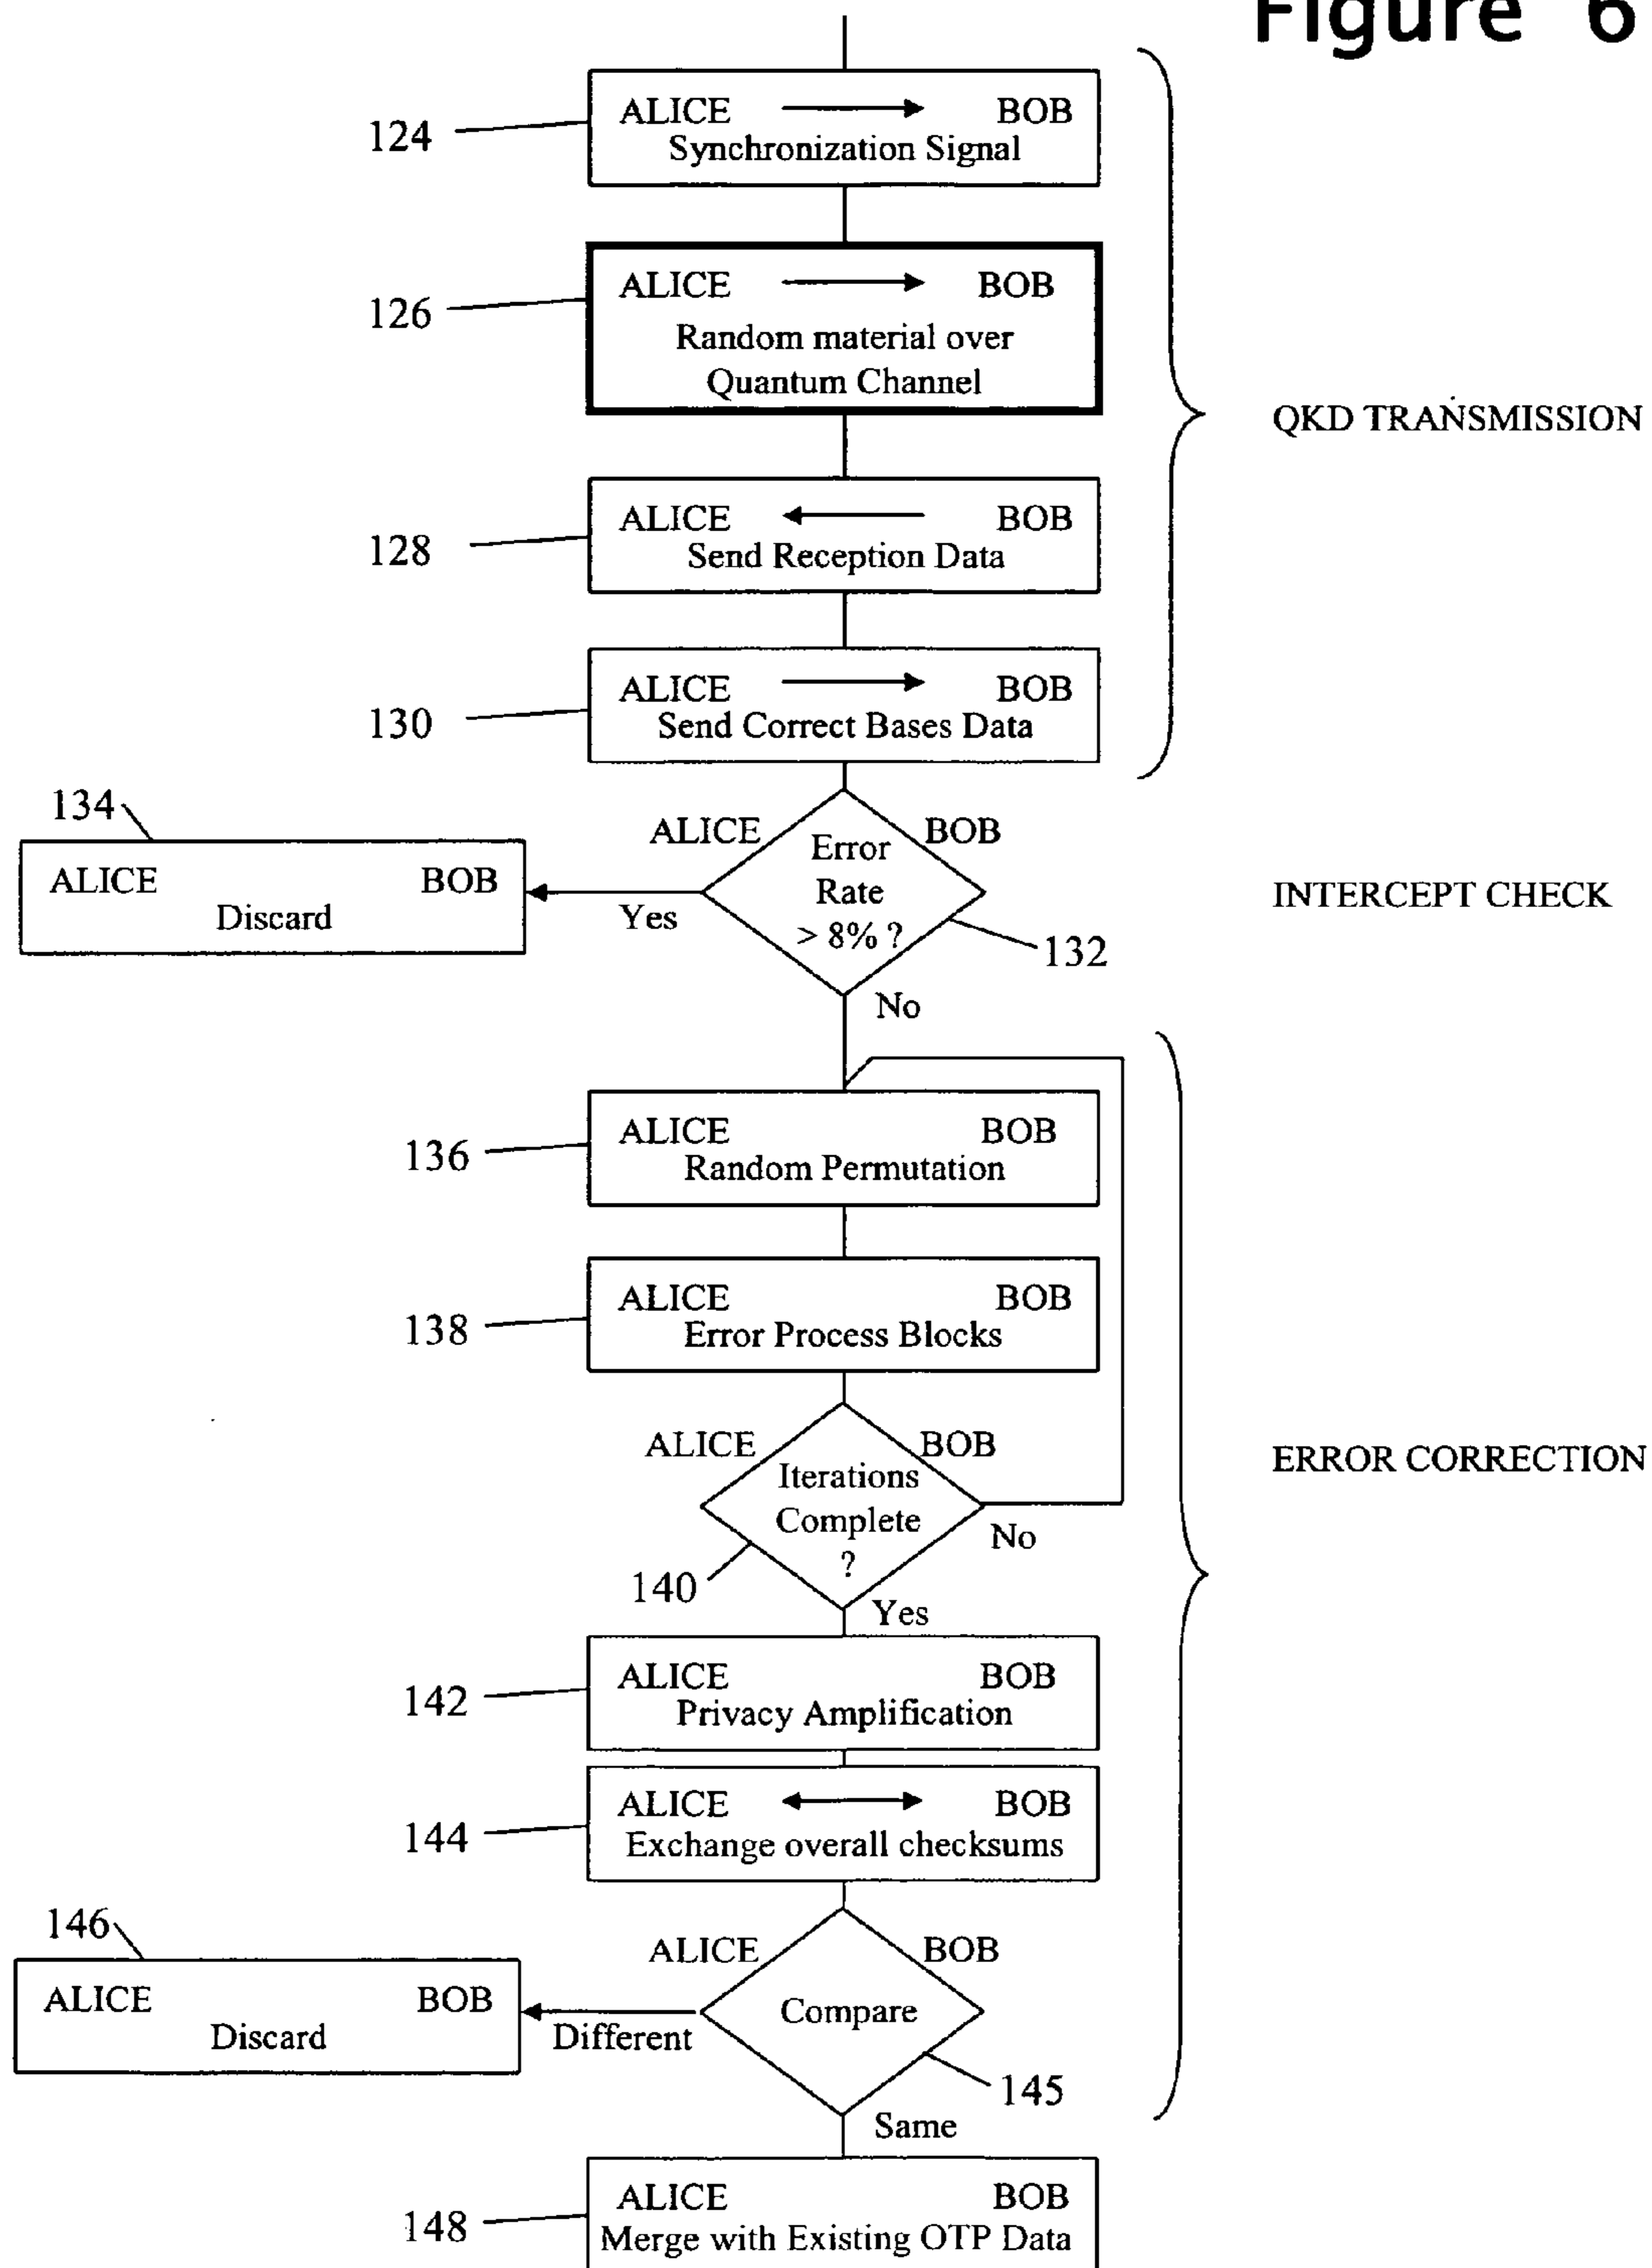 Figure 6
124
ALICE BOB
Synchronization Signal
126
ALICE BOB
Random material over
Quantum Channel
QKD TRANSMISSION
128
ALICE BOB
Send Reception Data
130
ALICE BOB
Send Correct Bases Data
134
ALICE BOB
Discard
Yes
ALICE BOB
Error
Rate
> 8% ?
132
INTERCEPT CHECK
No
136
ALICE BOB
Random Permutation
138
ALICE BOB
Error Process Blocks
ALICE BOB
Iterations
Complete
?
No
140
Yes
ERROR CORRECTION
142
ALICE BOB
Privacy Amplification
144
ALICE BOB
Exchange overall checksums
146
ALICE BOB
Discard
Different
ALICE BOB
Compare
145
Same
148
ALICE BOB
Merge with Existing OTP Data